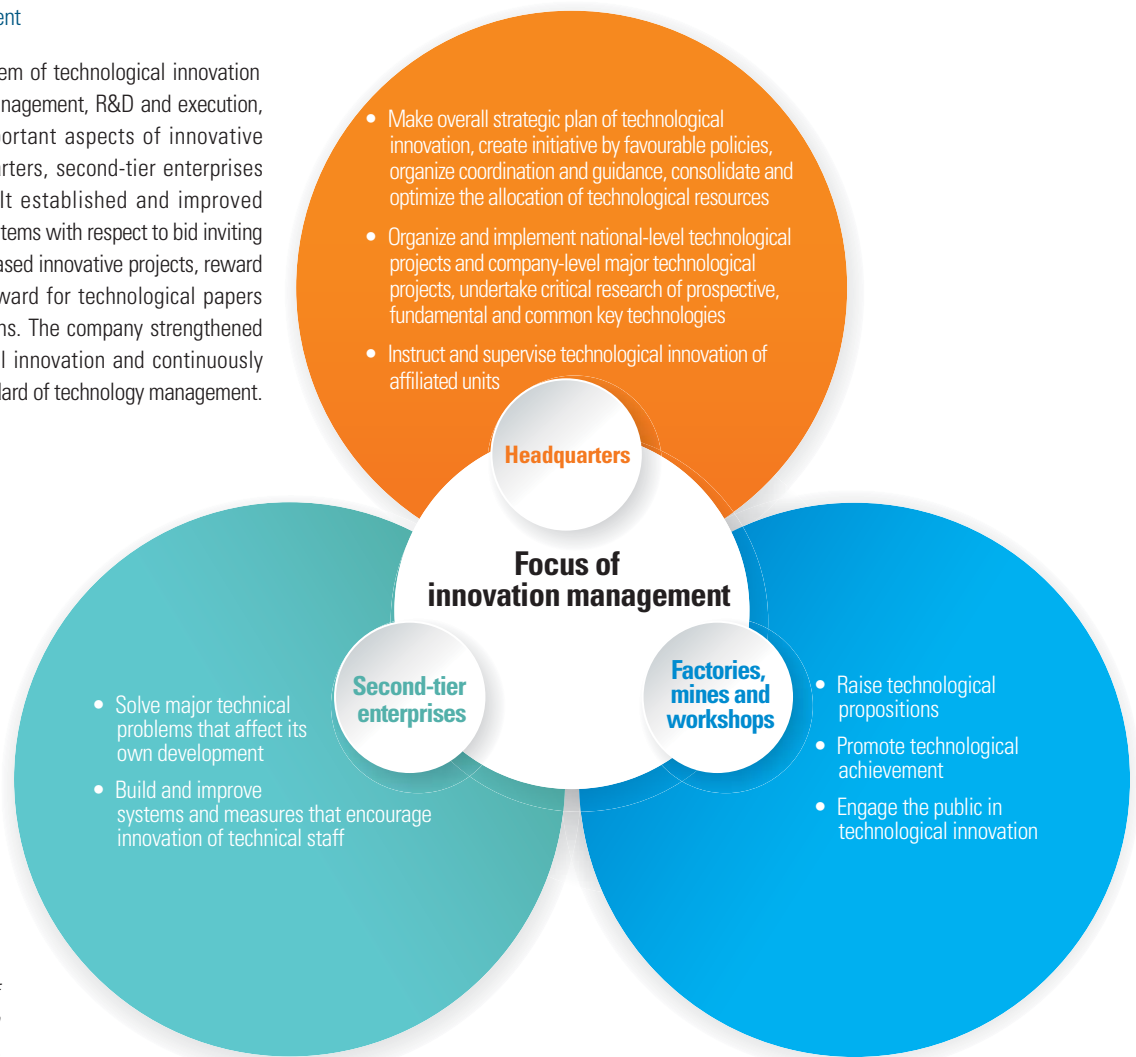 ent
em of technological innovation
nagement, R&D and execution,
portant aspects of innovative
rters, second-tier enterprises
It established and improved
tems with respect to bid inviting
ased innovative projects, reward
ward for technological papers
ns. The company strengthened
l innovation and continuously
dard of technology management.
• Make overall strategic plan of technological
innovation, create initiative by favourable policies,
organize coordination and guidance, consolidate and
optimize the allocation of technological resources
• Organize and implement national-level technological
projects and company-level major technological
projects, undertake critical research of prospective,
fundamental and common key technologies
• Instruct and supervise technological innovation of
affiliated units
Headquarters
Focus of
innovation management
Second-tier
enterprises
• Solve major technical
problems that affect its
own development
• Build and improve
systems and measures that encourage
innovation of technical staff
Factories,
mines and
workshops
• Raise technological
propositions
• Promote technological
achievement
• Engage the public in
technological innovation